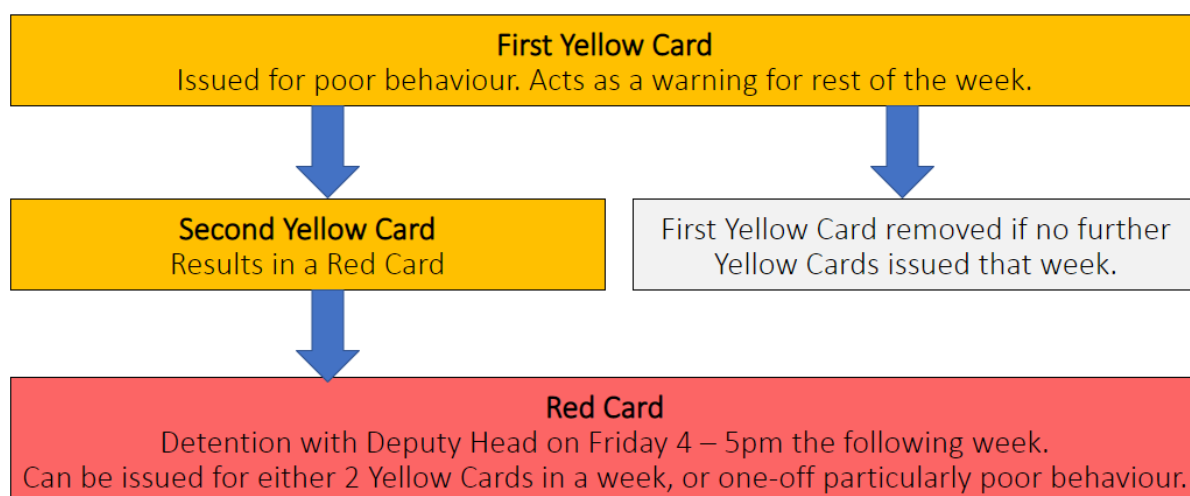 First Yellow Card
Issued for poor behaviour. Acts as a warning for rest of the week.
Second Yellow Card
Results in a Red Card
First Yellow Card removed if no further
Yellow Cards issued that week.
Red Card
Detention with Deputy Head on Friday 4 – 5pm the following week.
Can be issued for either 2 Yellow Cards in a week, or one-off particularly poor behaviour.